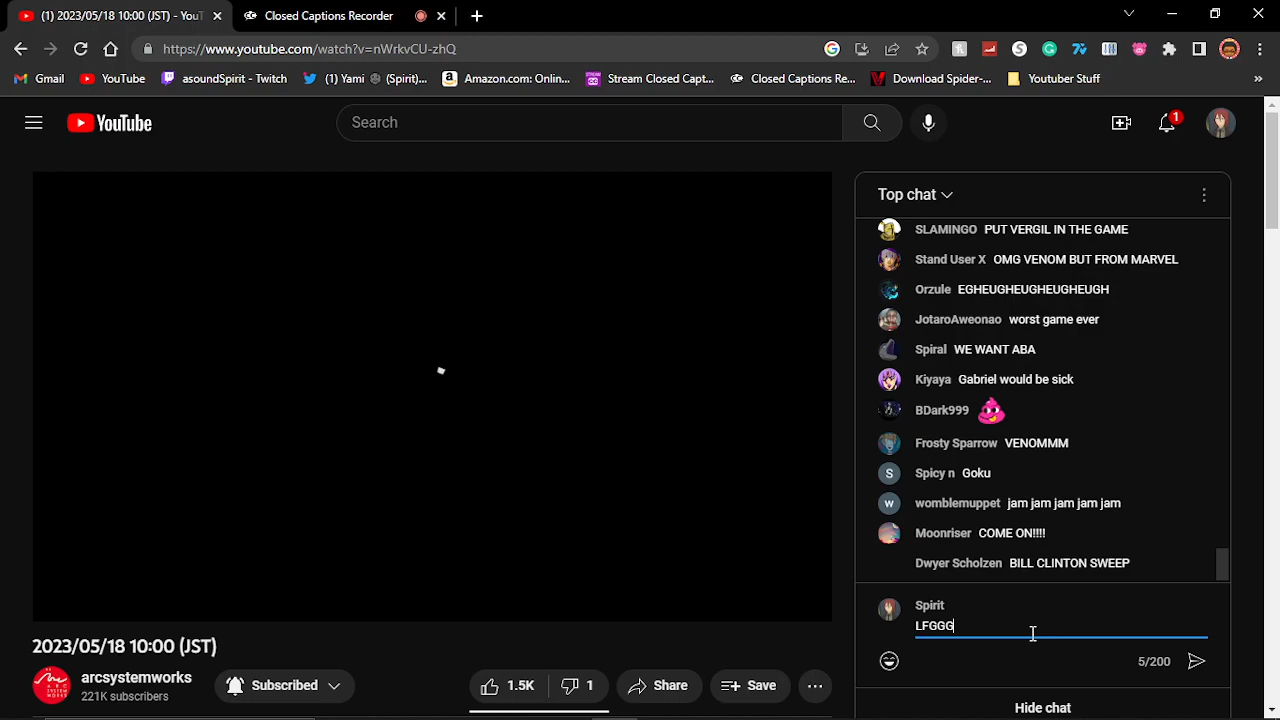 (1) 2023/05/18 10:00 (JST) - YouT
Closed Captions Recorder
https://www.youtube.com/watch?v=nWrkvCU-zhQ
Gmail
YouTube
asoundSpirit - Twitch
(1) Yami (Spirit)...
Amazon.com: Onlin...
Stream Closed Capt...
Closed Captions Re...
Download Spider-...
Youtuber Stuff
YouTube
Search
1
Top chat
SLAMINGO PUT VERGIL IN THE GAME
Stand User X OMG VENOM BUT FROM MARVEL
Orzule EGHEUGHEUGHEUGHEUGH
JotaroAweonao worst game ever
Spiral WE WANT ABA
Kiyaya Gabriel would be sick
BDark999
Frosty Sparrow VENOMMM
S Spicy n Goku
w womblemuppet jam jam jam jam jam
Moonriser COME ON!!!!
Dwyer Scholzen BILL CLINTON SWEEP
Spirit
LFGGG
5/200
Hide chat
2023/05/18 10:00 (JST)
arcsystemworks
221K subscribers
Subscribed
1.5K
1
Share
Save